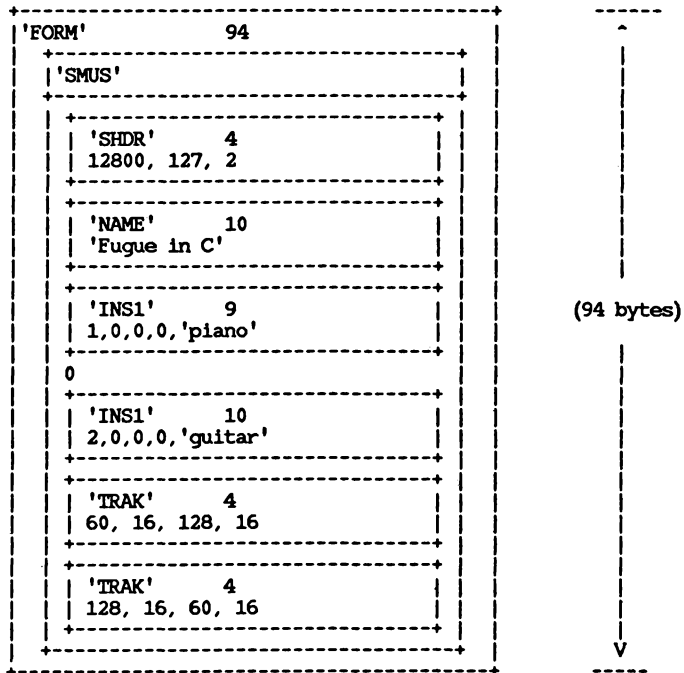 'FORM' 94
'SMUS'
'SHDR' 4
12800, 127, 2
'NAME' 10
'Fugue in C'
'INS1' 9
1,0,0,0,'piano'
0
'INS1' 10
2,0,0,0,'guitar'
'TRAK' 4
60, 16, 128, 16
'TRAK' 4
128, 16, 60, 16
(94 bytes)